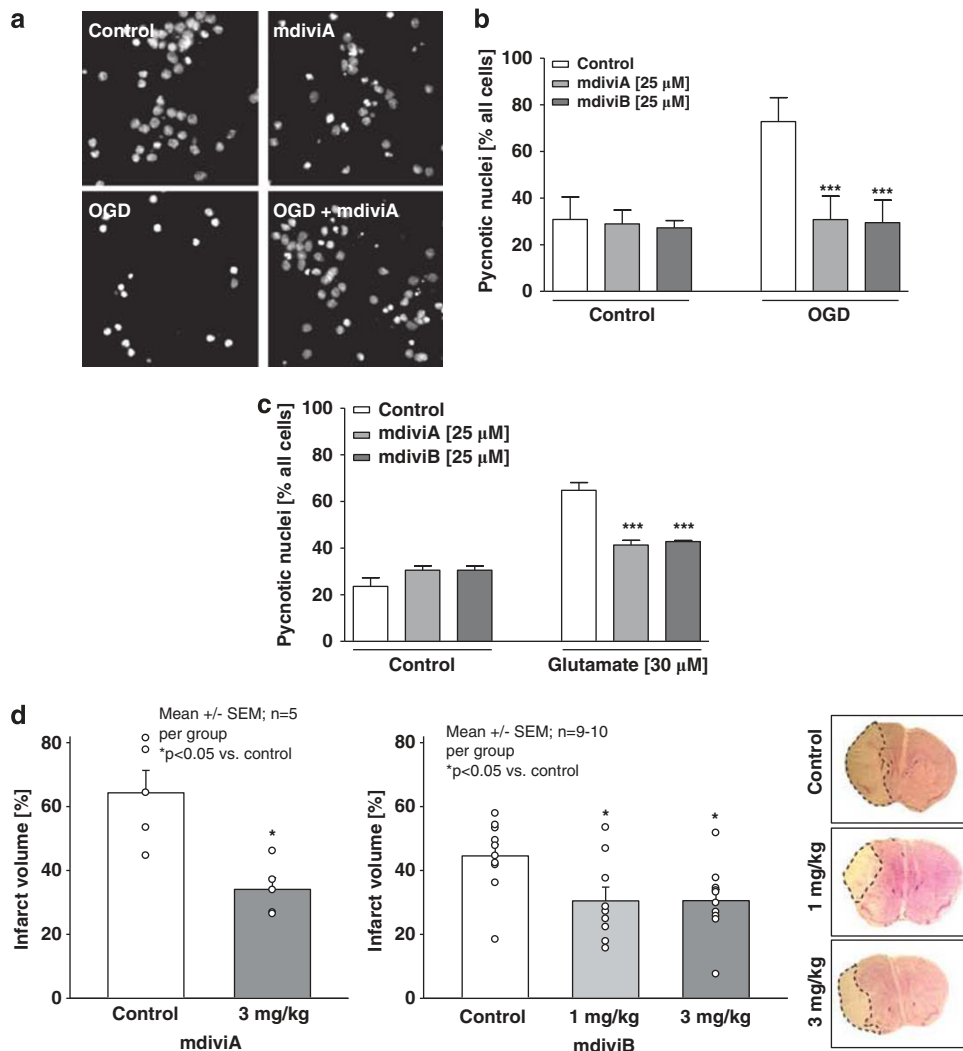 a
Control
mdiviA
OGD
OGD + mdiviA
b
Pycnotic nuclei [% all cells]
100
80
60
40
20
0
Control
mdiviA [25 μM]
mdiviB [25 μM]
***
***
Control
OGD
c
Pycnotic nuclei [% all cells]
100
80
60
40
20
0
Control
mdiviA [25 μM]
mdiviB [25 μM]
***
***
Control
Glutamate [30 μM]
d
Infarct volume [%]
80
60
40
20
0
Mean +/- SEM; n=5
per group
*p<0.05 vs. control
*
Control
3 mg/kg
mdiviA
Infarct volume [%]
80
60
40
20
0
Mean +/- SEM; n=9-10
per group
*p<0.05 vs. control
*
*
Control
1 mg/kg
3 mg/kg
mdiviB
Control
1 mg/kg
3 mg/kg